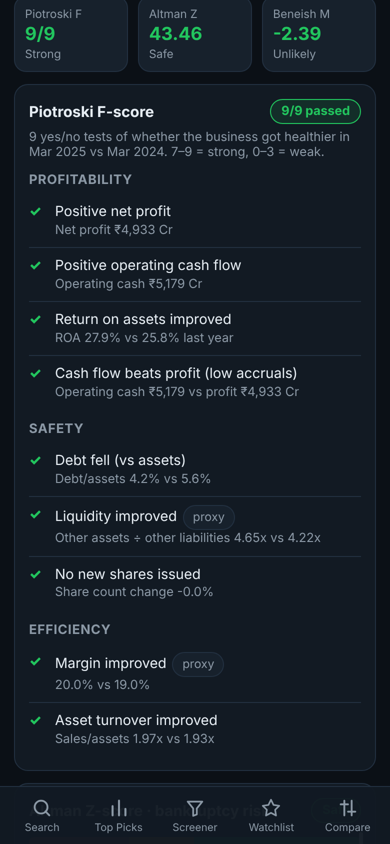 Piotroski F
9/9
Strong
Altman Z
43.46
Safe
Beneish M
-2.39
Unlikely
Piotroski F-score
9/9 passed
9 yes/no tests of whether the business got healthier in
Mar 2025 vs Mar 2024. 7–9 = strong, 0–3 = weak.
PROFITABILITY
Positive net profit
Net profit ₹4,933 Cr
Positive operating cash flow
Operating cash ₹5,179 Cr
Return on assets improved
ROA 27.9% vs 25.8% last year
Cash flow beats profit (low accruals)
Operating cash ₹5,179 vs profit ₹4,933 Cr
SAFETY
Debt fell (vs assets)
Debt/assets 4.2% vs 5.6%
Liquidity improved proxy
Other assets ÷ other liabilities 4.65x vs 4.22x
No new shares issued
Share count change -0.0%
EFFICIENCY
Margin improved proxy
20.0% vs 19.0%
Asset turnover improved
Sales/assets 1.97x vs 1.93x
Search
Top Picks
Screener
Watchlist
Compare